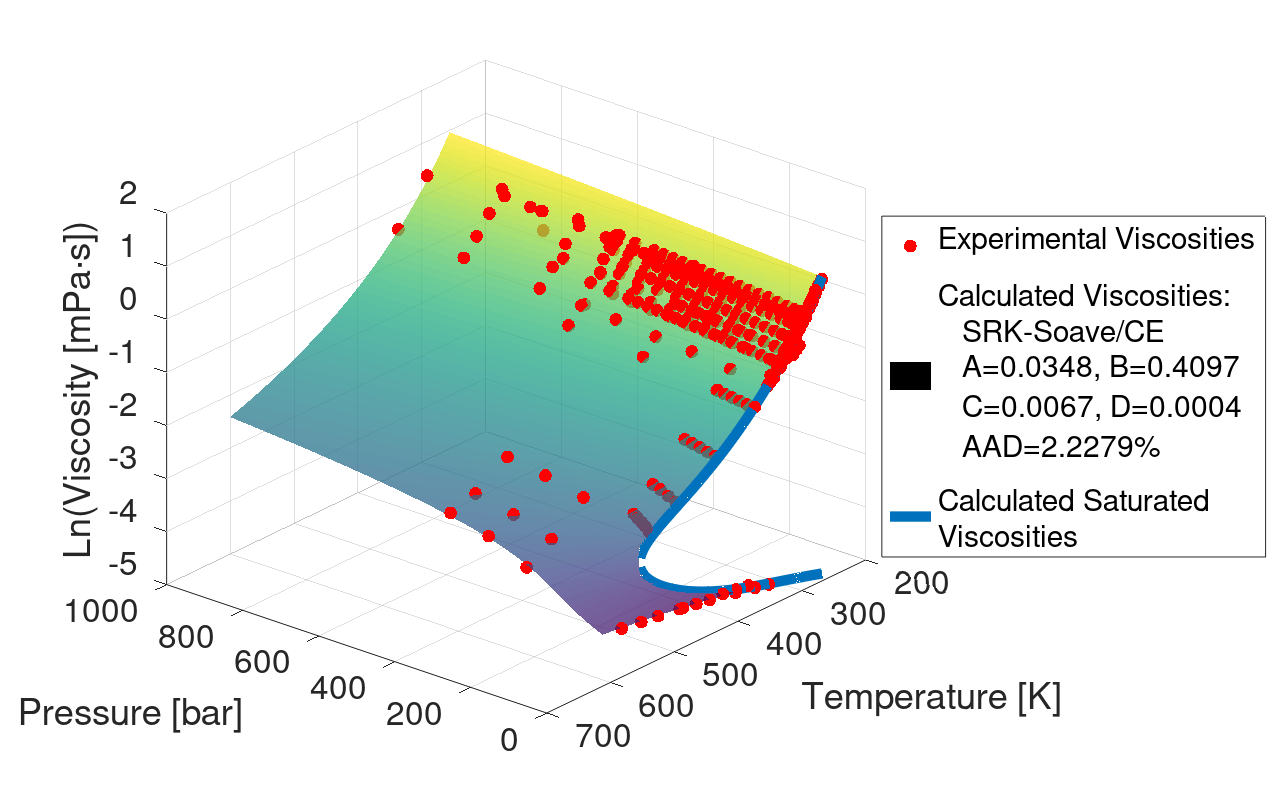 2
1
0
-1
-2
-3
-4
-5
Ln(Viscosity [mPa·s])
1000
800
600
400
200
0
Pressure [bar]
200
300
400
500
600
700
Temperature [K]
Experimental Viscosities
Calculated Viscosities:
SRK-Soave/CE
A=0.0348, B=0.4097
C=0.0067, D=0.0004
AAD=2.2279%
Calculated Saturated
Viscosities